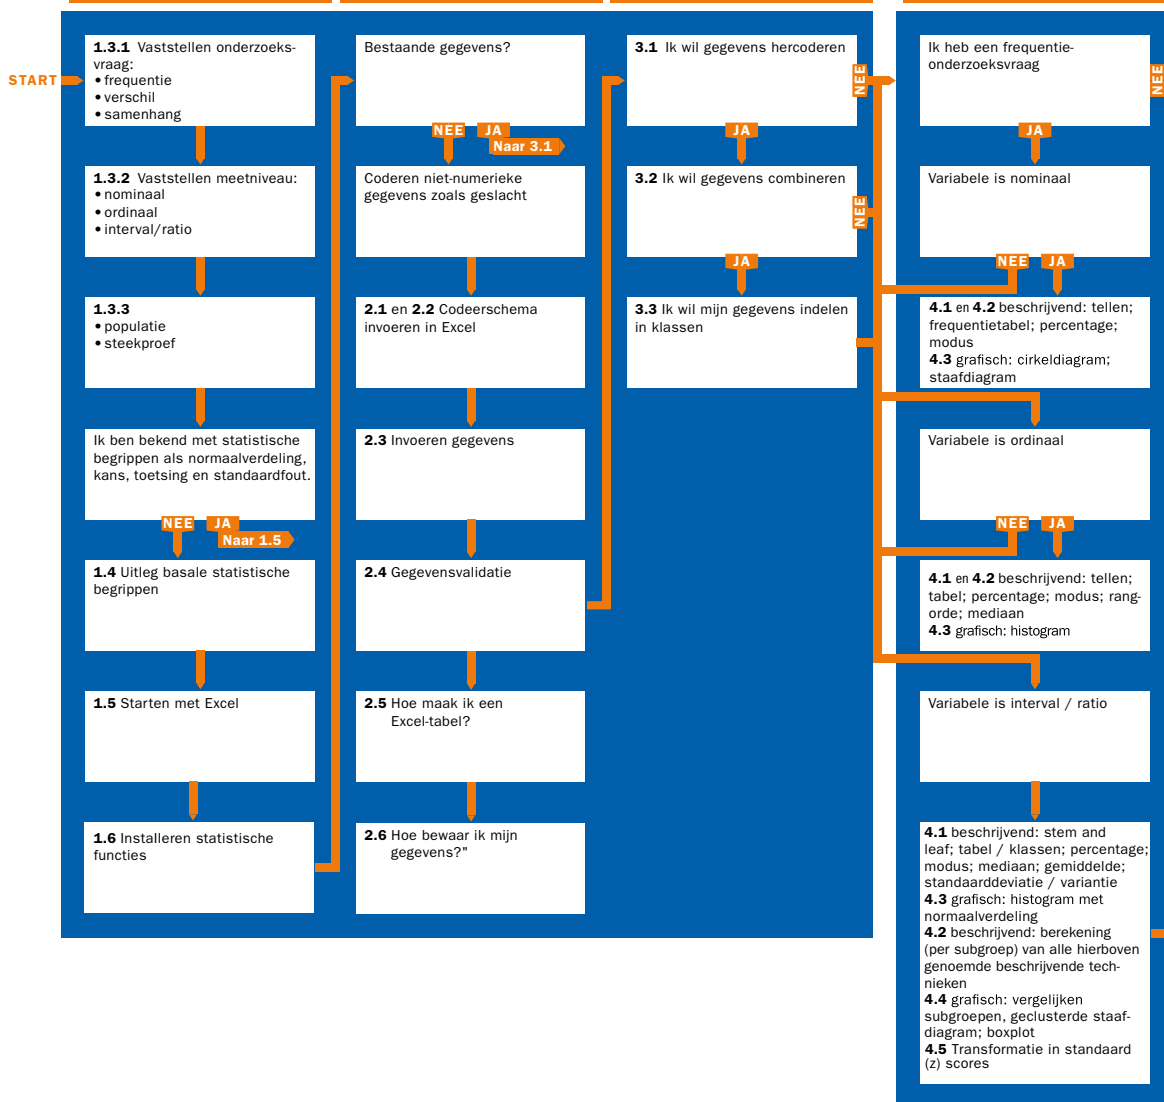 START
1.3.1 Vaststellen onderzoeks-
vraag:
• frequentie
• verschil
• samenhang
1.3.2 Vaststellen meetniveau:
• nominaal
• ordinaal
• interval/ratio
1.3.3
• populatie
• steekproef
Ik ben bekend met statistische
begrippen als normaalverdeling,
kans, toetsing en standaardfout.
NEE JA
Naar 1.5
1.4 Uitleg basale statistische
begrippen
1.5 Starten met Excel
1.6 Installeren statistische
functies
Bestaande gegevens?
NEE JA
Naar 3.1
Coderen niet-numerieke
gegevens zoals geslacht
2.1 en 2.2 Codeerschema
invoeren in Excel
2.3 Invoeren gegevens
2.4 Gegevensvalidatie
2.5 Hoe maak ik een
Excel-tabel?
2.6 Hoe bewaar ik mijn
gegevens?"
3.1 Ik wil gegevens hercoderen
NEE
JA
3.2 Ik wil gegevens combineren
NEE
JA
3.3 Ik wil mijn gegevens indelen
in klassen
Ik heb een frequentie-
onderzoeksvraag
NEE
JA
Variabele is nominaal
NEE JA
4.1 en 4.2 beschrijvend: tellen;
frequentietabel; percentage;
modus
4.3 grafisch: cirkeldiagram;
staafdiagram
Variabele is ordinaal
NEE JA
4.1 en 4.2 beschrijvend: tellen;
tabel; percentage; modus; rang-
orde; mediaan
4.3 grafisch: histogram
Variabele is interval / ratio
4.1 beschrijvend: stem and
leaf; tabel / klassen; percentage;
modus; mediaan; gemiddelde;
standaarddeviatie / variantie
4.3 grafisch: histogram met
normaalverdeling
4.2 beschrijvend: berekening
(per subgroep) van alle hierboven
genoemde beschrijvende tech-
nieken
4.4 grafisch: vergelijken
subgroepen, geclusterde staaf-
diagram; boxplot
4.5 Transformatie in standaard
(z) scores